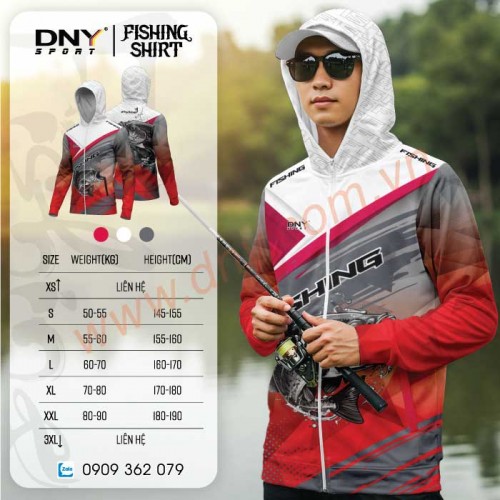 DNY
SPORT
FISHING
SHIRT
SIZE WEIGHT(KG) HEIGHT(CM)
XS↑ LIÊN HỆ
S 50-55 145-155
M 55-60 155-160
L 60-70 160-170
XL 70-80 170-180
XXL 80-90 180-190
3XL↓ LIÊN HỆ
Zalo 0909 362 079
FISHING
FISHING
DNY
SHING